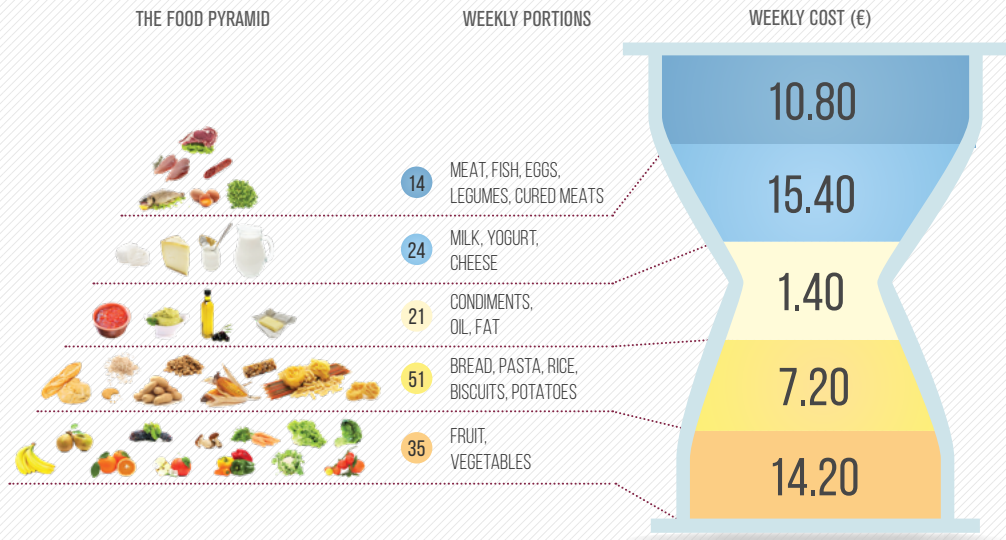 THE FOOD PYRAMID
WEEKLY PORTIONS
WEEKLY COST (€)
10.80
14
MEAT, FISH, EGGS,
LEGUMES, CURED MEATS
15.40
24
MILK, YOGURT,
CHEESE
1.40
21
CONDIMENTS,
OIL, FAT
7.20
51
BREAD, PASTA, RICE,
BISCUITS, POTATOES
14.20
35
FRUIT,
VEGETABLES